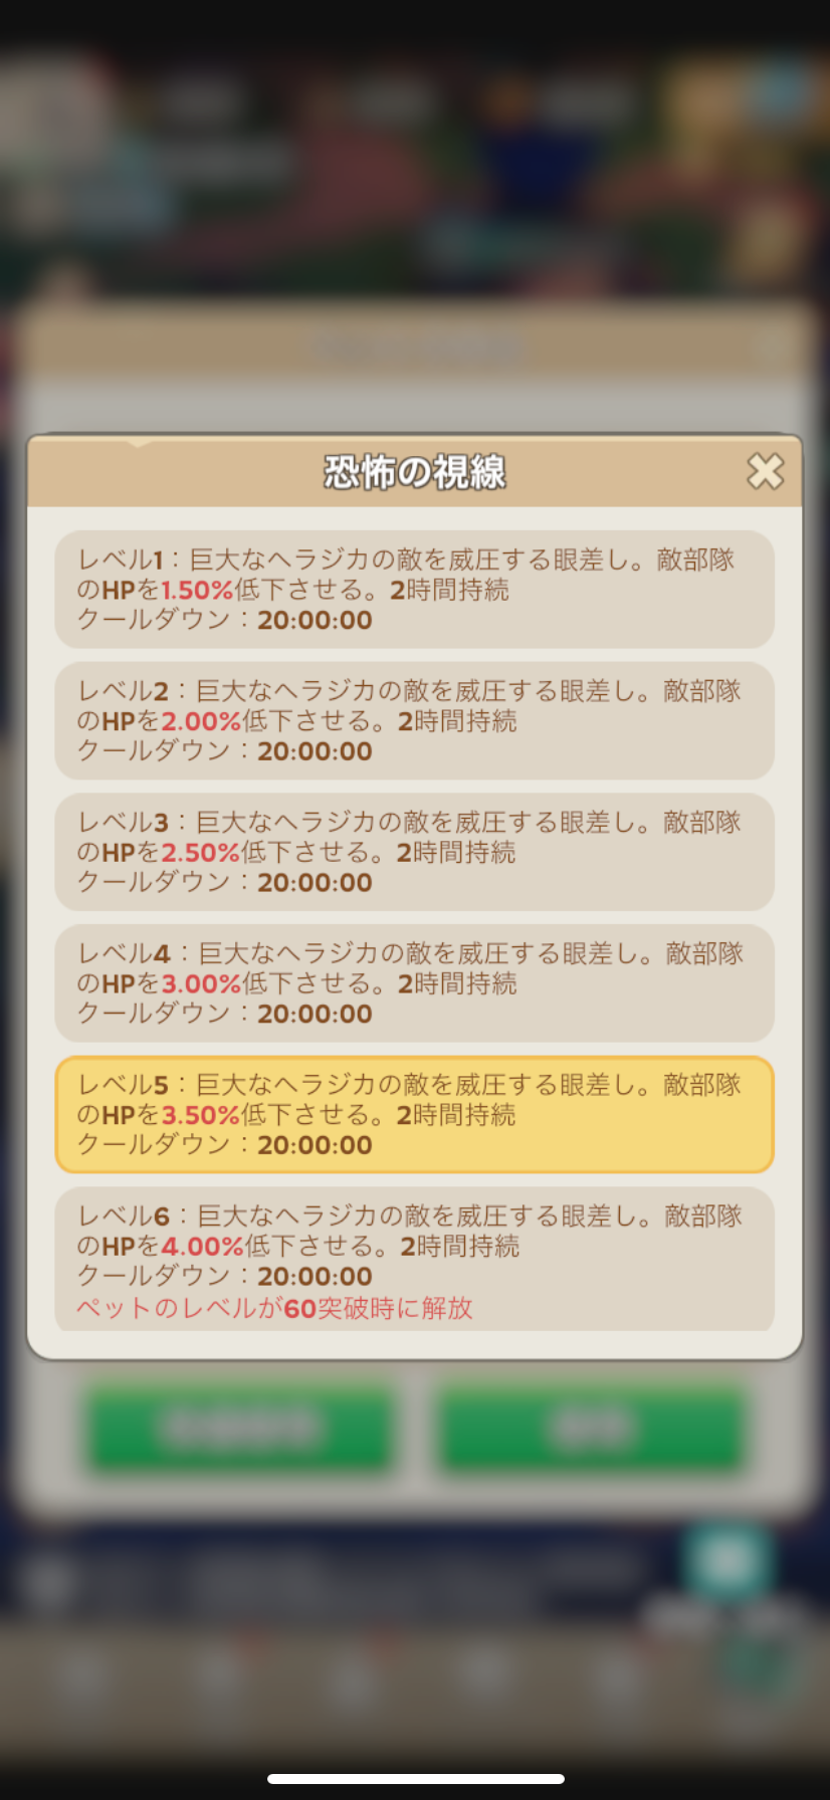 恐怖の視線
レベル1：巨大なヘラジカの敵を威圧する眼差し。敵部隊
のHPを1.50%低下させる。2時間持続
クールダウン：20:00:00
レベル2：巨大なヘラジカの敵を威圧する眼差し。敵部隊
のHPを2.00%低下させる。2時間持続
クールダウン：20:00:00
レベル3：巨大なヘラジカの敵を威圧する眼差し。敵部隊
のHPを2.50%低下させる。2時間持続
クールダウン：20:00:00
レベル4：巨大なヘラジカの敵を威圧する眼差し。敵部隊
のHPを3.00%低下させる。2時間持続
クールダウン：20:00:00
レベル5：巨大なヘラジカの敵を威圧する眼差し。敵部隊
のHPを3.50%低下させる。2時間持続
クールダウン：20:00:00
レベル6：巨大なヘラジカの敵を威圧する眼差し。敵部隊
のHPを4.00%低下させる。2時間持続
クールダウン：20:00:00
ペットのレベルが60突破時に解放